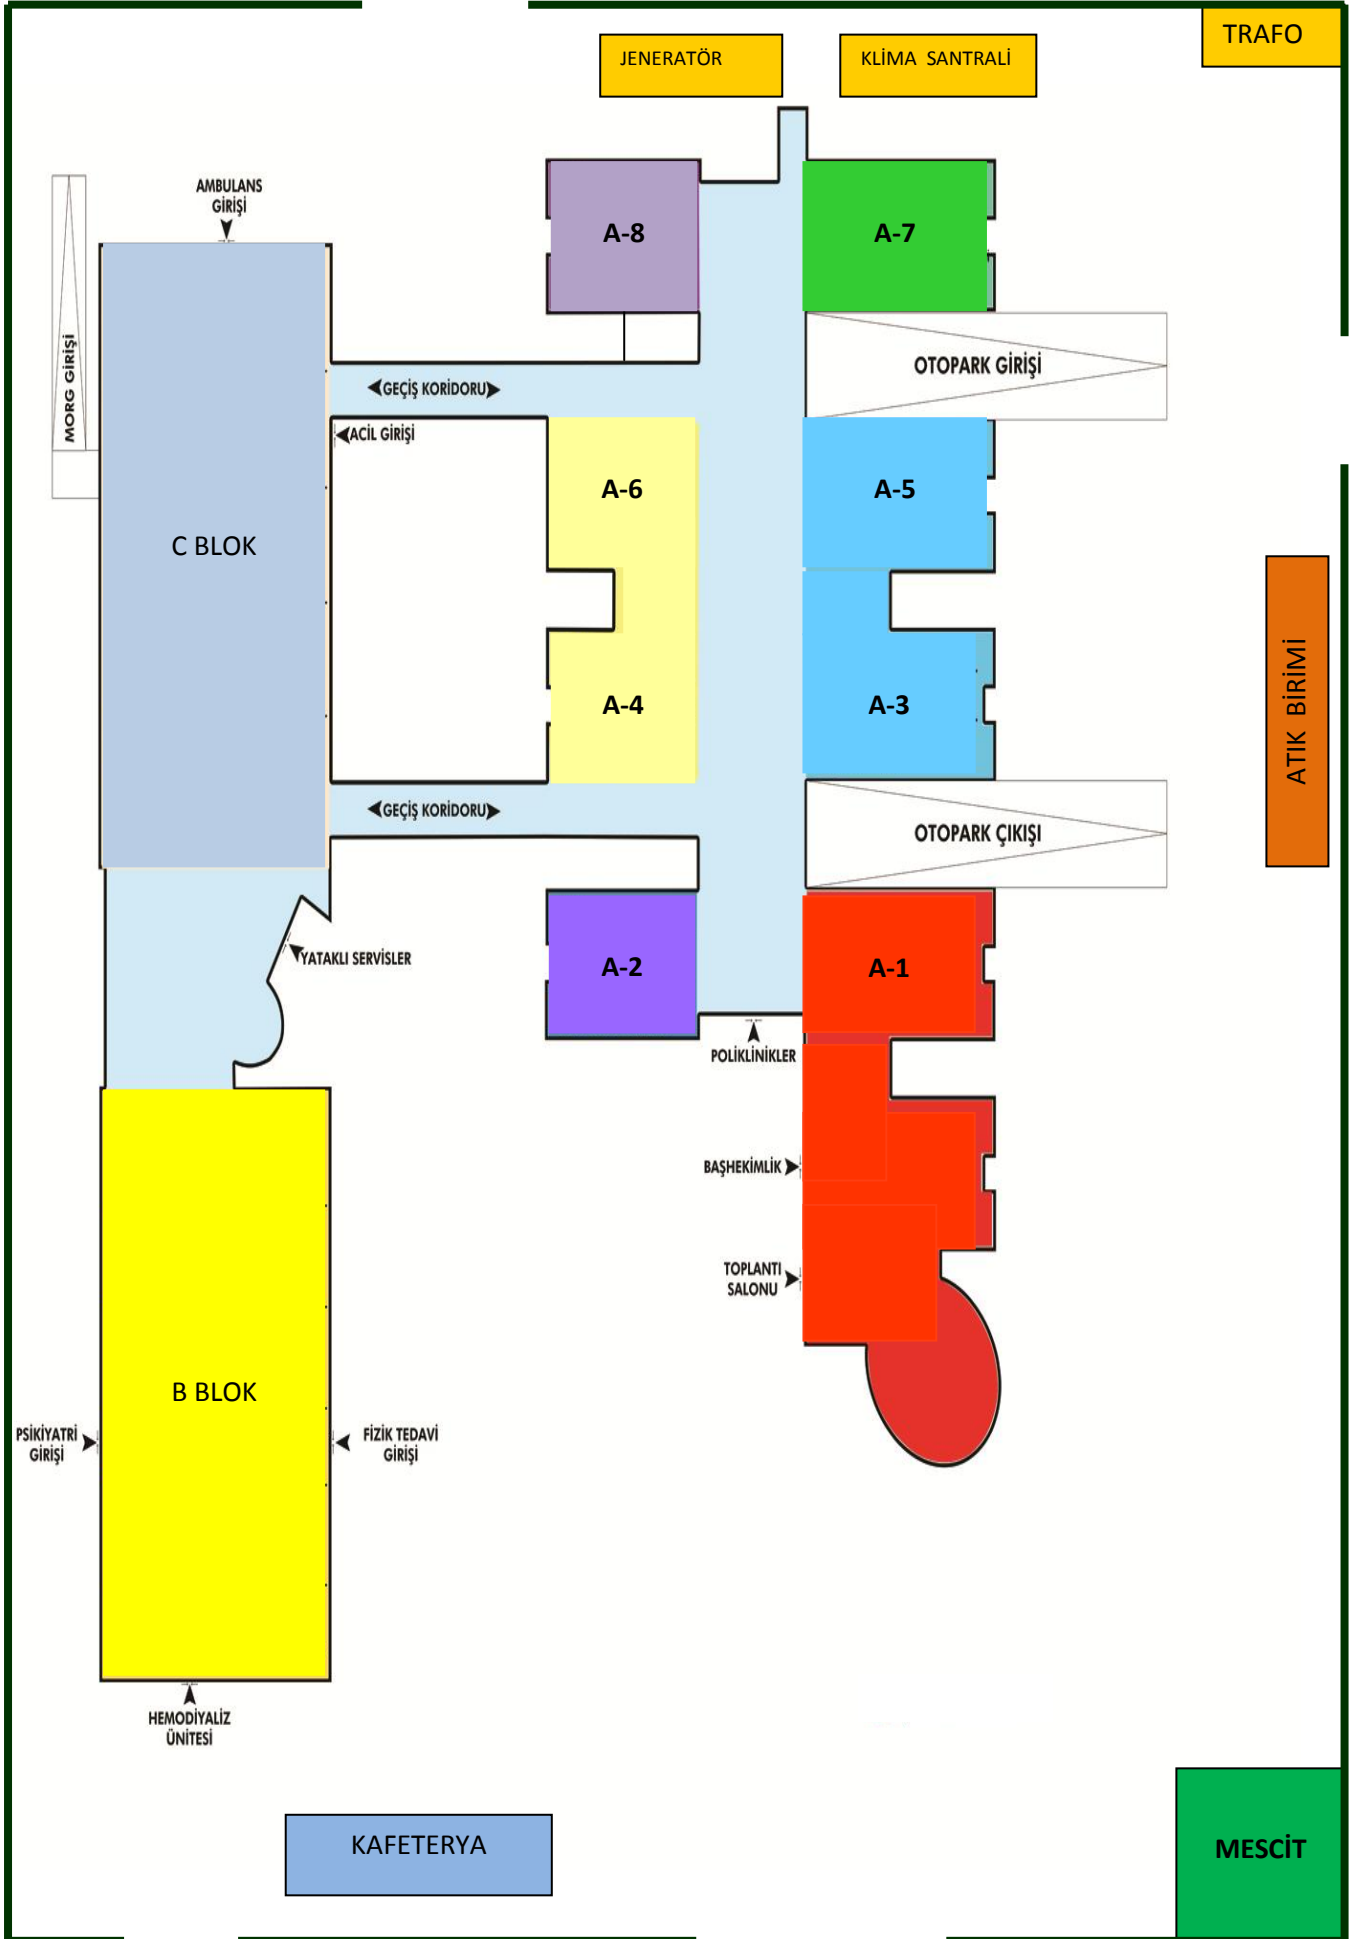 TRAFO
JENERATÖR
KLİMA SANTRALİ
AMBULANS
GİRİŞİ
A-8
A-7
MORG GİRİŞİ
OTOPARK GİRİŞİ
GEÇİŞ KORİDORU
ACİL GİRİŞİ
A-6
A-5
C BLOK
A-4
A-3
ATIK BİRİMİ
GEÇİŞ KORİDORU
OTOPARK ÇIKIŞI
YATAKLI SERVİSLER
A-2
A-1
POLİKLİNİKLER
BAŞHEKİMLİK
TOPLANTI
SALONU
B BLOK
PSİKİYATRİ
GİRİŞİ
FİZİK TEDAVİ
GİRİŞİ
HEMODİYALİZ
ÜNİTESİ
KAFETERYA
MESCİT